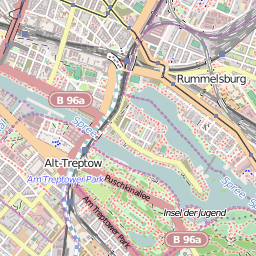 Rummelsburg
B 96a
Spree
Alt-Treptow
Am Treptower Park
Puschkinallee
Am Treptower Park
Spree
Insel der Jugend
B 96a